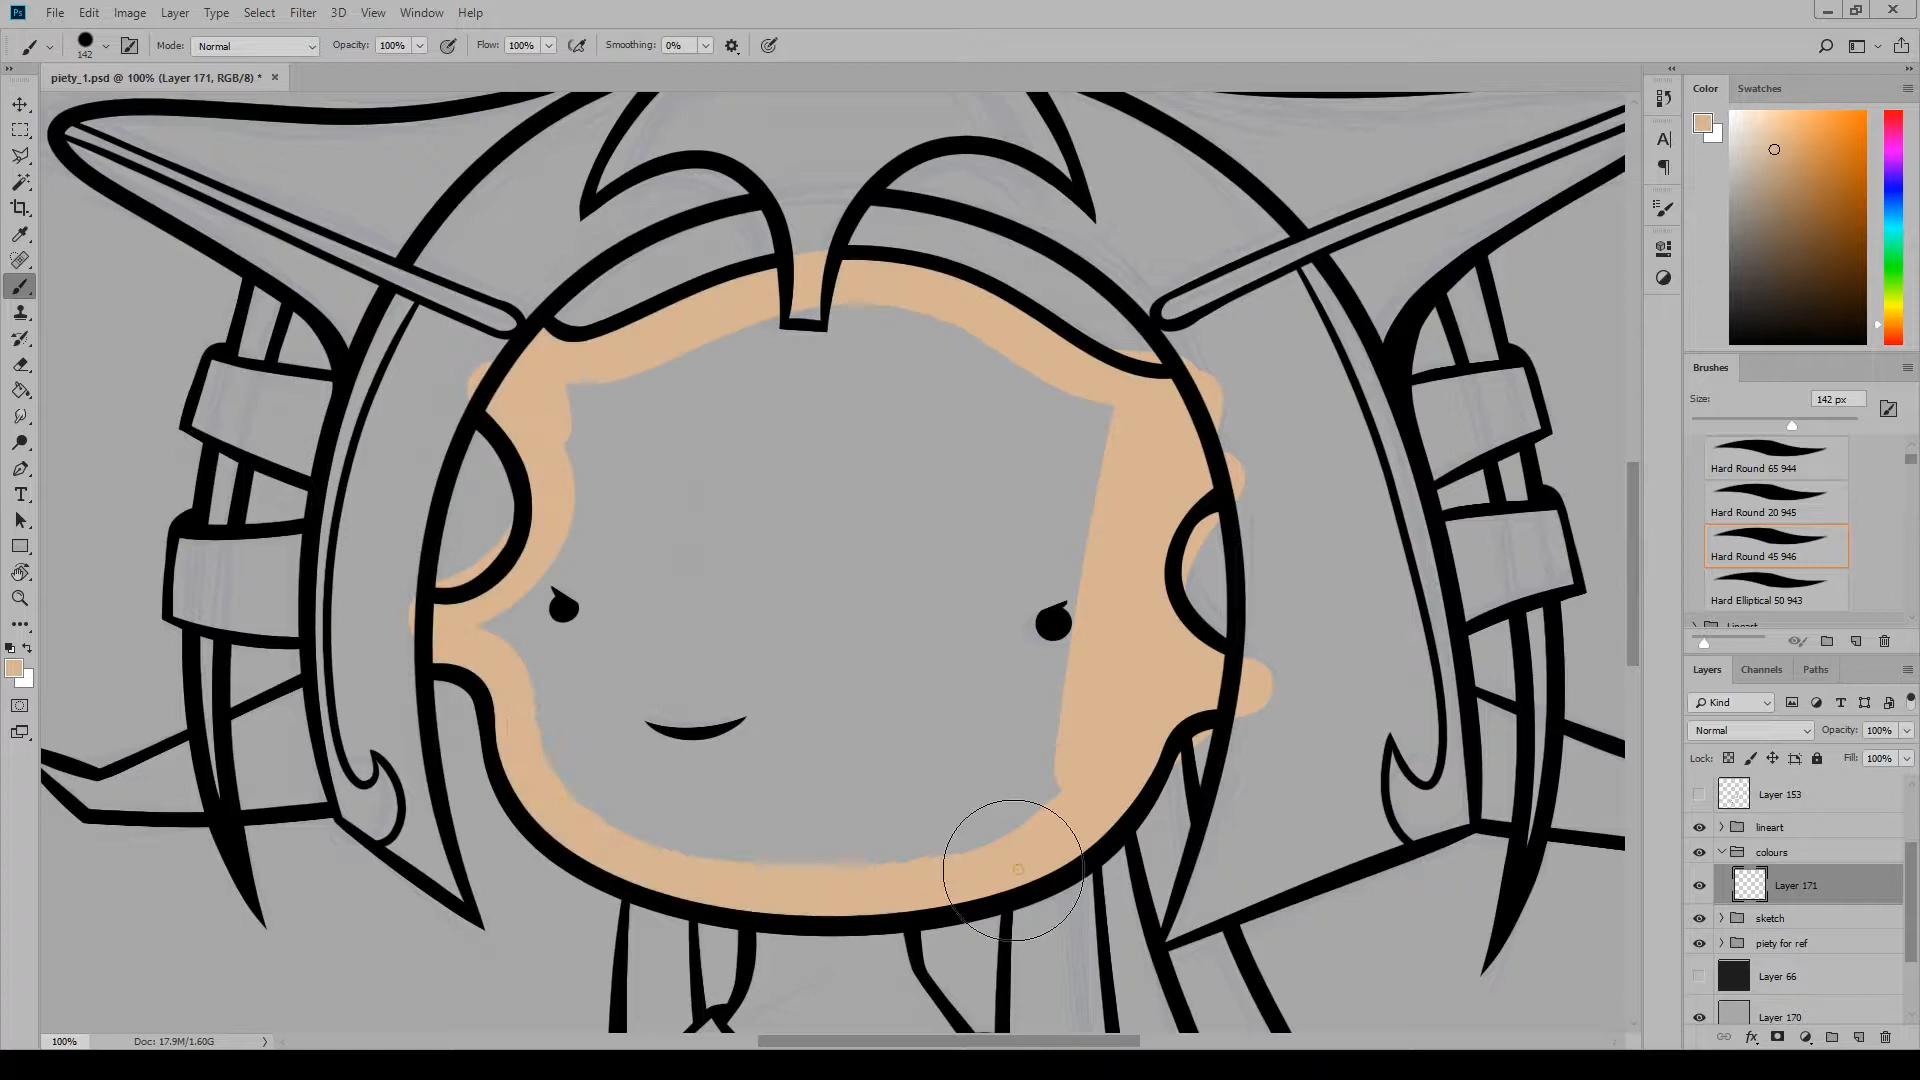 Ps File Edit Image Layer Type Select Filter 3D View Window Help
142 Mode: Normal Opacity: 100% Flow: 100% Smoothing: 0%
piety_1.psd @ 100% (Layer 171, RGB/8) *
Color Swatches
Brushes
Size: 142 px
Hard Round 65 944
Hard Round 20 945
Hard Round 45 946
Hard Elliptical 50 943
Lineart
Layers Channels Paths
Kind
Normal Opacity: 100%
Lock: Fill: 100%
Layer 153
lineart
colours
Layer 171
sketch
piety for ref
Layer 66
Layer 170
fx
100% Doc: 17.9M/1.60G